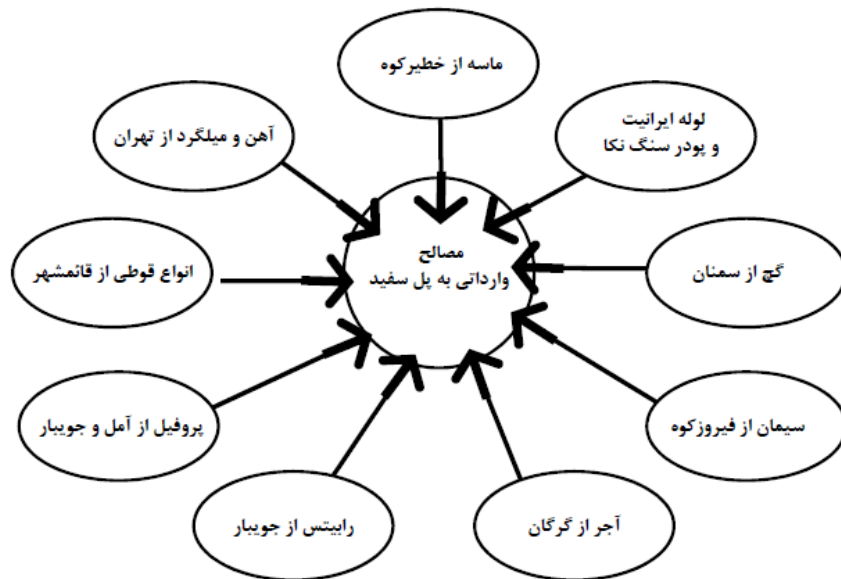 ماسه از خطیرکوه
لوله ایرانیت
و پودر سنگ نکا
آهن و میلگرد از تهران
مصالح
وارداتی به پل سفید
گچ از سمنان
انواع قوطی از قائمشهر
سیمان از فیروزکوه
پروفیل از آمل و جویبار
آجر از گرگان
رابیتس از جویبار